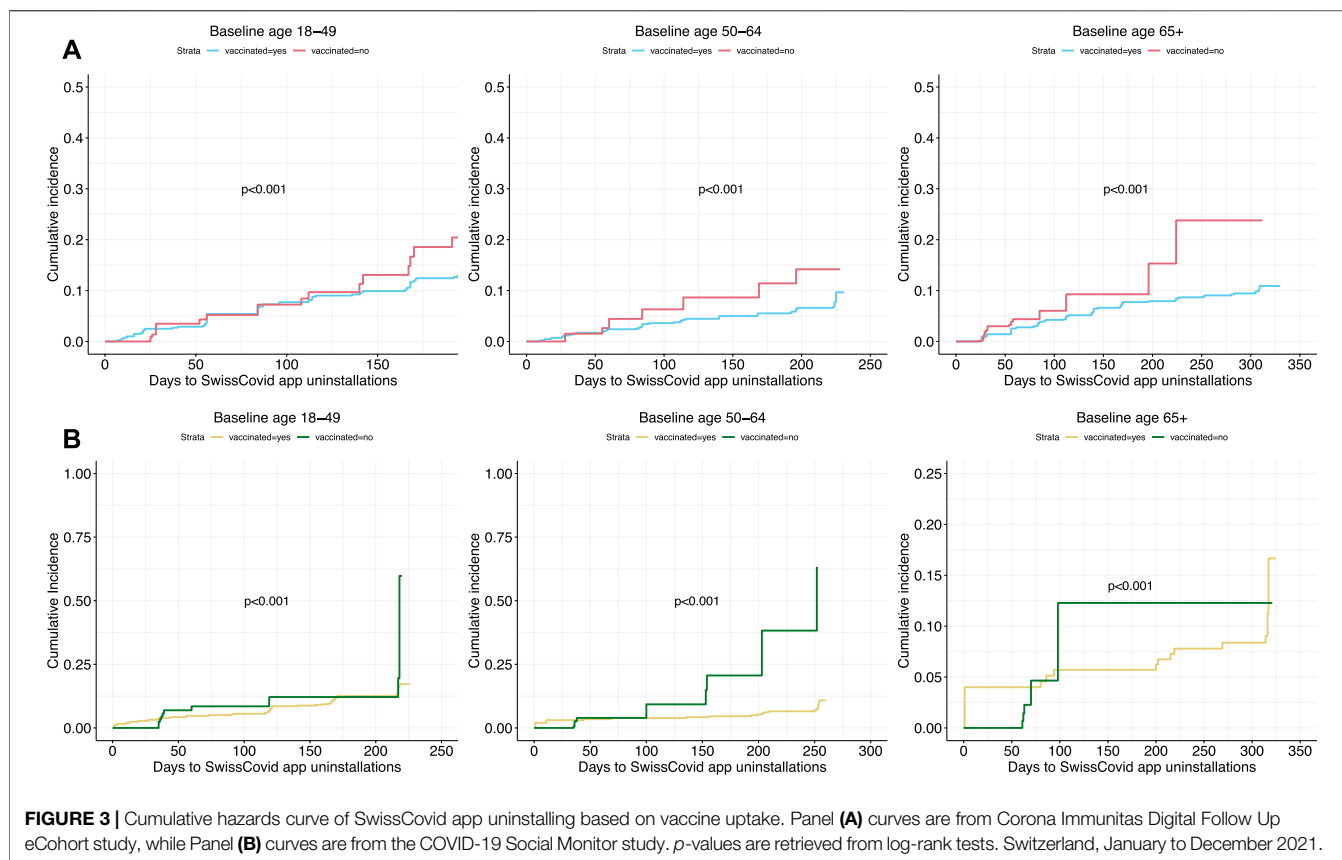 A
Baseline age 18–49
Strata vaccinated=yes vaccinated=no
Cumulative incidence
0.5
0.4
0.3
0.2
0.1
0.0
p<0.001
0 50 100 150
Days to SwissCovid app uninstallations
Baseline age 50–64
Strata vaccinated=yes vaccinated=no
Cumulative incidence
0.5
0.4
0.3
0.2
0.1
0.0
p<0.001
0 50 100 150 200 250
Days to SwissCovid app uninstallations
Baseline age 65+
Strata vaccinated=yes vaccinated=no
Cumulative incidence
0.5
0.4
0.3
0.2
0.1
0.0
p<0.001
0 50 100 150 200 250 300 350
Days to SwissCovid app uninstallations
B
Baseline age 18–49
Strata vaccinated=yes vaccinated=no
Cumulative Incidence
1.00
0.75
0.50
0.25
0.00
p<0.001
0 50 100 150 200 250
Days to SwissCovid app uninstallations
Baseline age 50–64
Strata vaccinated=yes vaccinated=no
Cumulative incidence
1.00
0.75
0.50
0.25
0.00
p<0.001
0 50 100 150 200 250 300
Days to SwissCovid app uninstallations
Baseline age 65+
Strata vaccinated=yes vaccinated=no
Cumulative incidence
0.25
0.20
0.15
0.10
0.05
0.00
p<0.001
0 50 100 150 200 250 300 350
Days to SwissCovid app uninstallations
FIGURE 3 | Cumulative hazards curve of SwissCovid app uninstalling based on vaccine uptake. Panel (A) curves are from Corona Immunitas Digital Follow Up
eCohort study, while Panel (B) curves are from the COVID-19 Social Monitor study. p-values are retrieved from log-rank tests. Switzerland, January to December 2021.